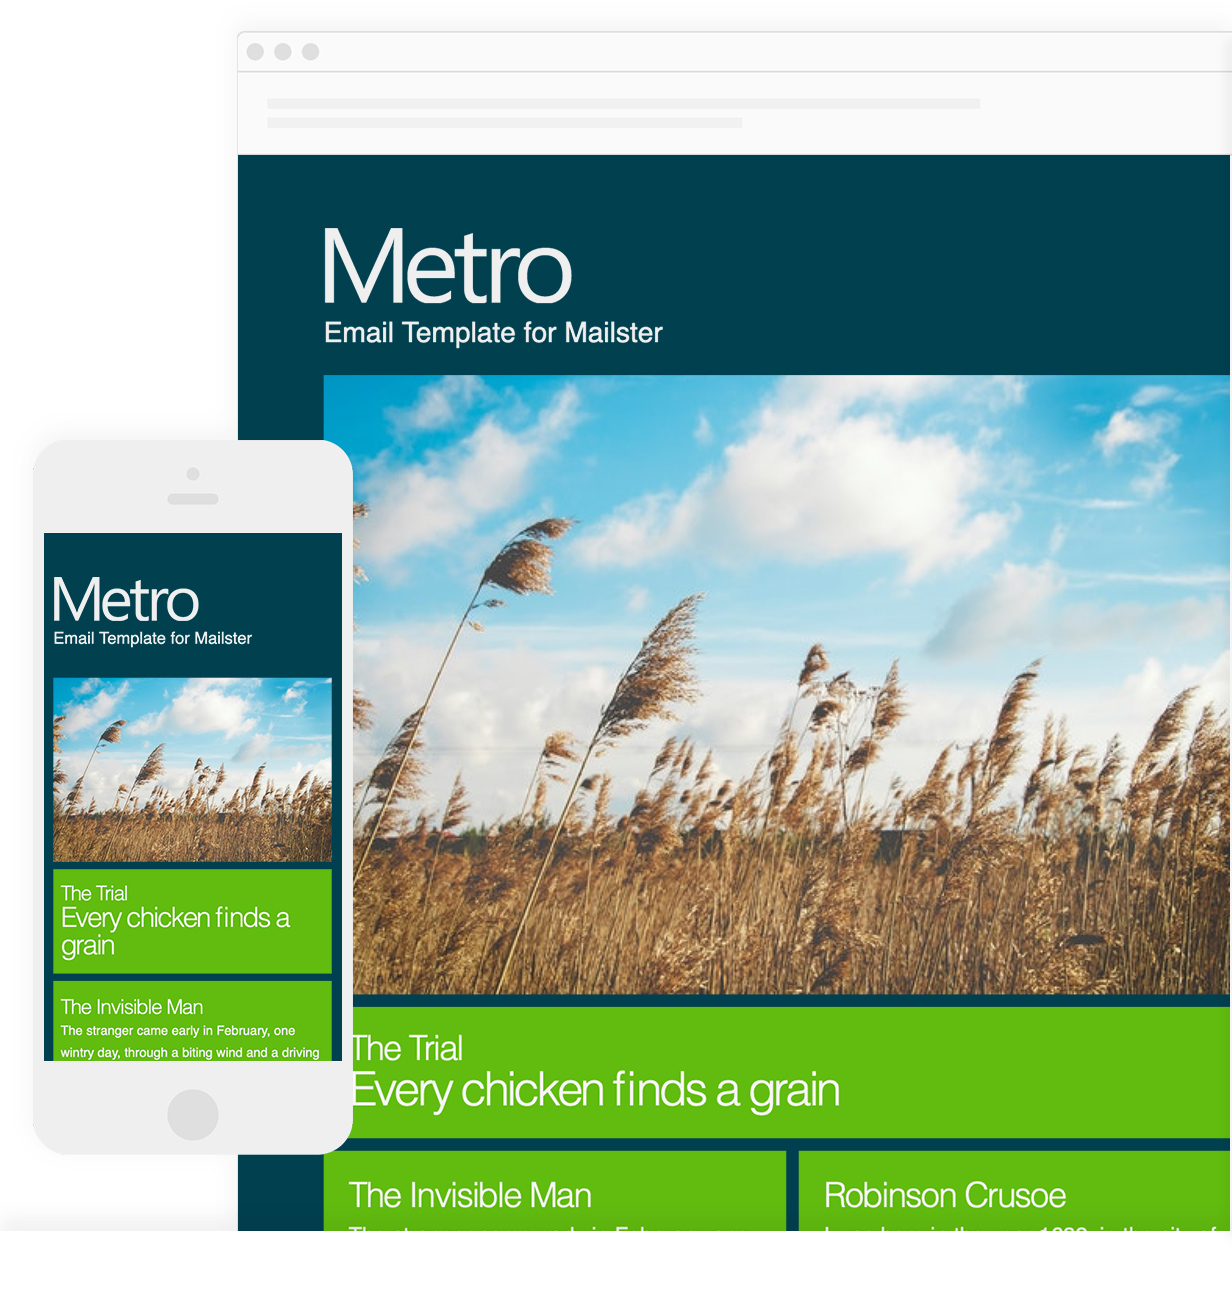 Metro
Email Template for Mailster
The Trial
Every chicken finds a grain
The Invisible Man
Robinson Crusoe
Metro
Email Template for Mailster
The Trial
Every chicken finds a
grain
The Invisible Man
The stranger came early in February, one
wintry day, through a biting wind and a driving